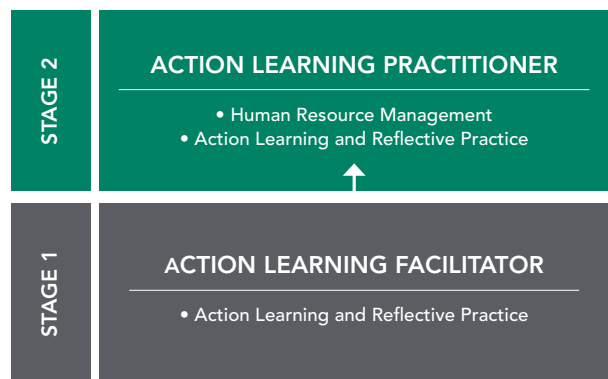 STAGE 2
ACTION LEARNING PRACTITIONER
• Human Resource Management
• Action Learning and Reflective Practice
STAGE 1
ACTION LEARNING FACILITATOR
• Action Learning and Reflective Practice